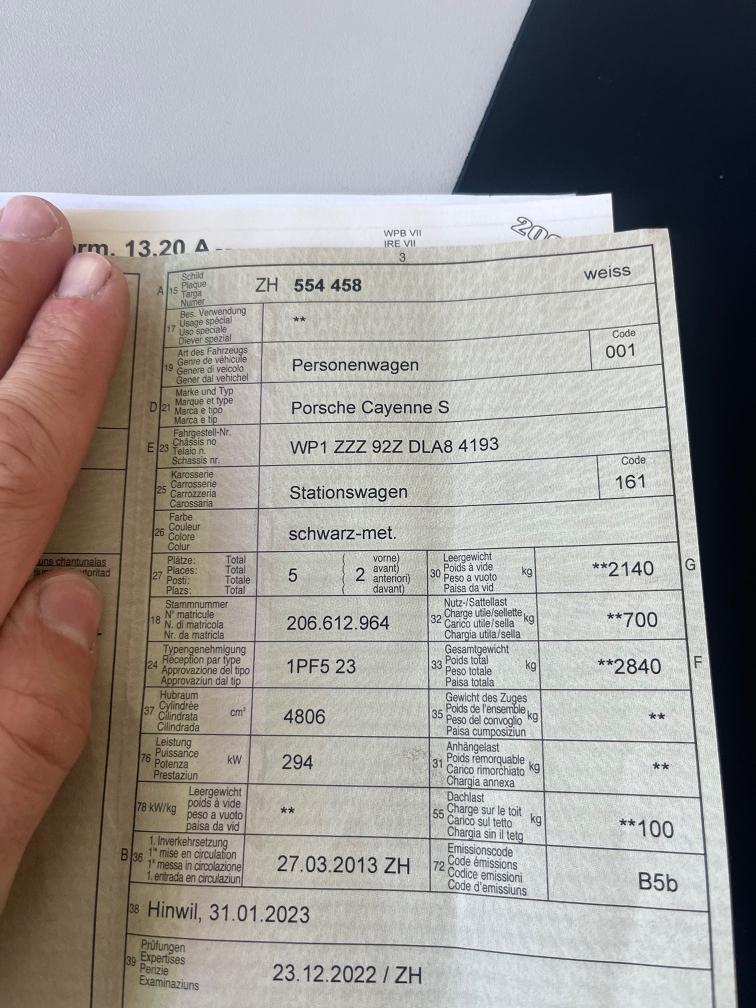 orm. 13.20 A
WPB VII
IRE VII
200
3
A 15 Schild
Plaque
Targa
Numer
ZH 554 458
weiss
17 Bes. Verwendung
Usage spécial
Uso speciale
Diever spezial
**
19 Art des Fahrzeugs
Genre de véhicule
Genere di veicolo
Gener dal vehichel
Personenwagen
Code
001
D 21 Marke und Typ
Marque et type
Marca e tipo
Marca e tip
Porsche Cayenne S
E 23 Fahrgestell-Nr.
Châssis no
Telaio n.
Schassis nr.
WP1 ZZZ 92Z DLA8 4193
25 Karosserie
Carrosserie
Carrozzeria
Carossaria
Stationswagen
Code
161
26 Farbe
Couleur
Colore
Colur
schwarz-met.
27 Plätze: Total
Places: Total
Posti: Totale
Plazs: Total
5
2
vorne)
avant)
anteriori)
davant)
30 Leergewicht
Poids à vide
Peso a vuoto
Paisa da vid
kg
**2140
G
18 Stammnummer
N° matricule
N. di matricola
Nr. da matricla
206.612.964
32 Nutz-/Sattellast
Charge utile/sellette
Carico utile/sella
Chargia utila/sella
kg
**700
24 Typengenehmigung
Réception par type
Approvazione del tipo
Approvaziun dal tip
1PF5 23
33 Gesamtgewicht
Poids total
Peso totale
Paisa totala
kg
**2840
F
37 Hubraum
Cylindrée
Cilindrata
Cilindrada
cm³
4806
35 Gewicht des Zuges
Poids de l'ensemble
Peso del convoglio
Paisa cumposiziun
kg
**
76 Leistung
Puissance
Potenza
Prestaziun
kW
294
31 Anhängelast
Poids remorquable
Carico rimorchiato
Chargia annexa
kg
**
78 kW/kg
Leergewicht
poids à vide
peso a vuoto
paisa da vid
**
55 Dachlast
Charge sur le toit
Carico sul tetto
Chargia sin il tetg
kg
**100
B 36 1. Inverkehrsetzung
1re mise en circulation
1a messa in circolazione
1. entrada en circulaziun
27.03.2013 ZH
72 Emissionscode
Code émissions
Codice emissioni
Code d'emissiuns
B5b
38 Hinwil, 31.01.2023
39 Prüfungen
Expertises
Perizie
Examinaziuns
23.12.2022 / ZH
uns chantunalas